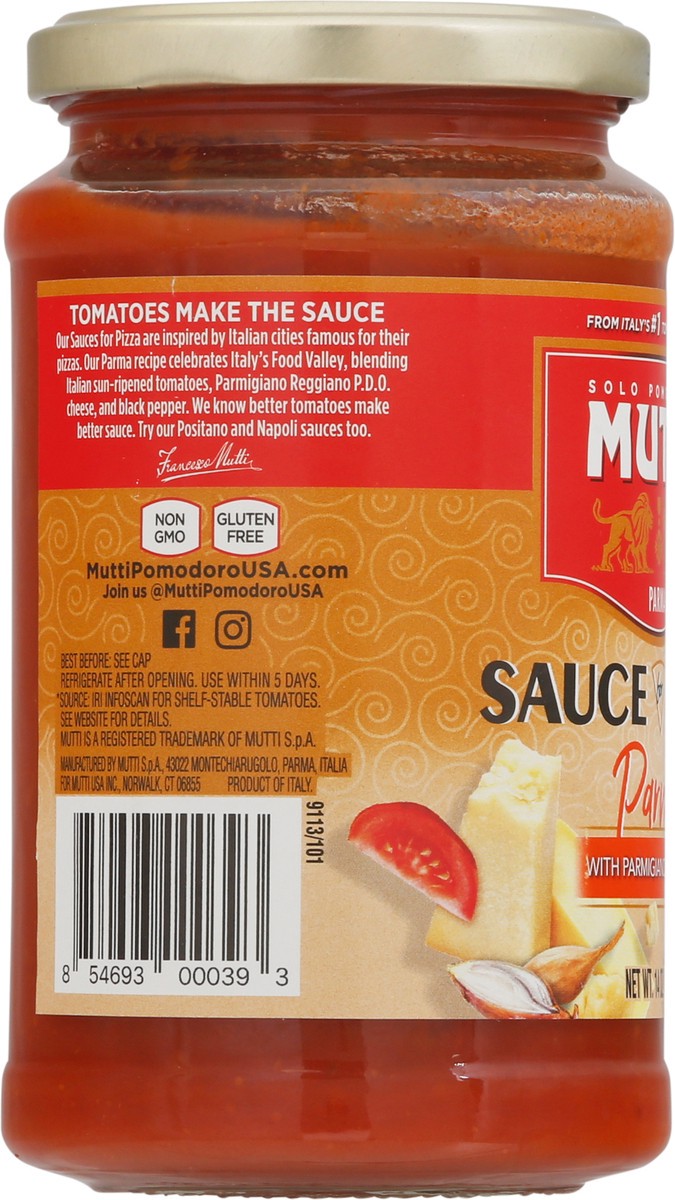 TOMATOES MAKE THE SAUCE
Our Sauces for Pizza are inspired by Italian cities famous for their
pizzas. Our Parma recipe celebrates Italy's Food Valley, blending
Italian sun-ripened tomatoes, Parmigiano Reggiano P.D.O.
cheese, and black pepper. We know better tomatoes make
better sauce. Try our Positano and Napoli sauces too.
Francesco Mutti
NON
GMO
GLUTEN
FREE
MuttiPomodoroUSA.com
Join us @MuttiPomodoroUSA
BEST BEFORE: SEE CAP
REFRIGERATE AFTER OPENING. USE WITHIN 5 DAYS.
*SOURCE: IRI INFOSCAN FOR SHELF-STABLE TOMATOES.
SEE WEBSITE FOR DETAILS.
MUTTI IS A REGISTERED TRADEMARK OF MUTTI S.p.A.
MANUFACTURED BY MUTTI S.p.A., 43022 MONTECHIARUGOLO, PARMA, ITALIA
FOR MUTTI USA INC., NORWALK, CT 06855 PRODUCT OF ITALY.
9113/101
8 54693 00039 3
FROM ITALY'S #1
SOLO
MUT
SAUCE
WITH
NET WT. 14